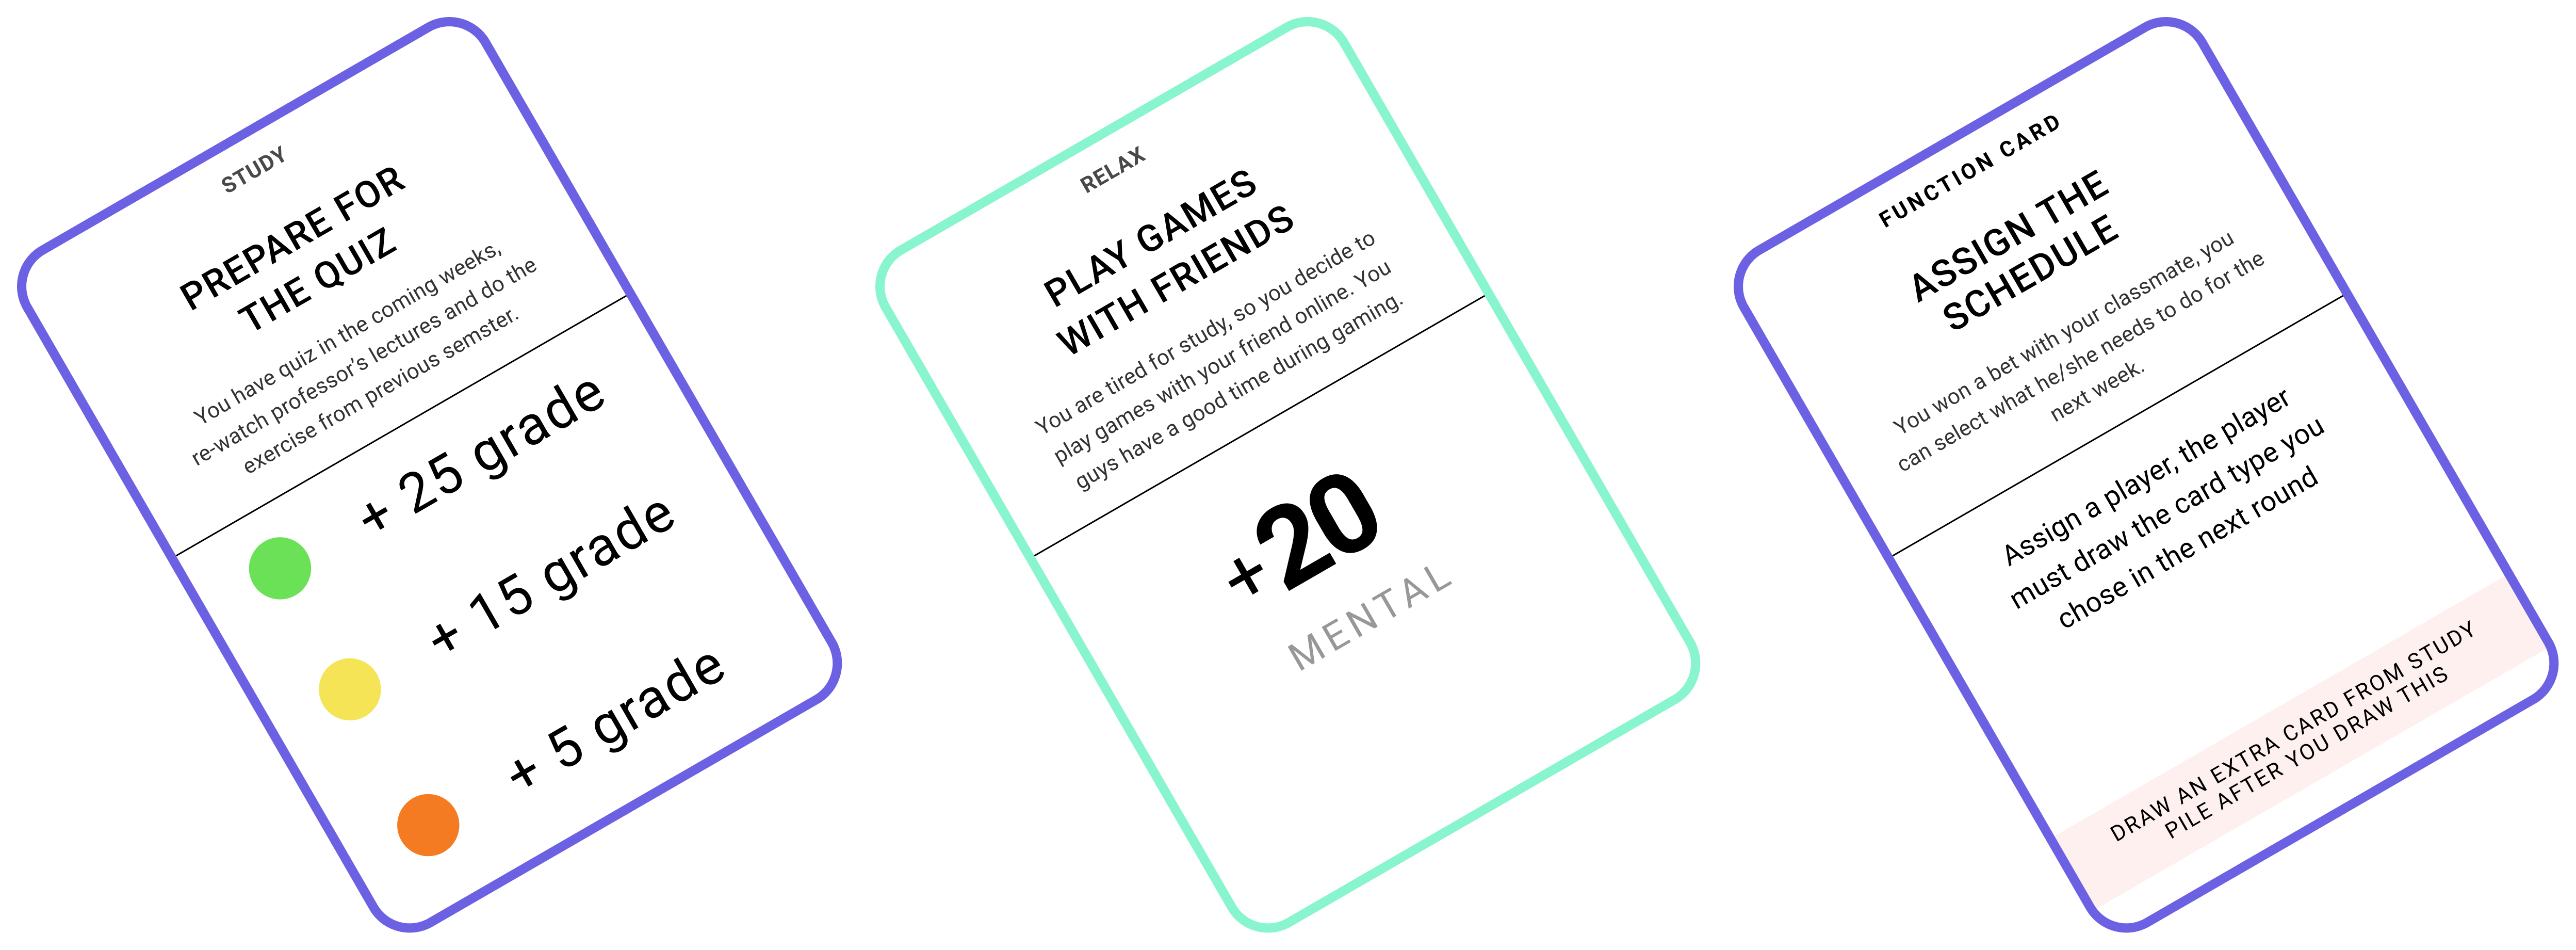 STUDY
PREPARE FOR
THE QUIZ
You have quiz in the coming weeks,
re-watch professor's lectures and do the
exercise from previous semster.
+ 25 grade
+ 15 grade
+ 5 grade
RELAX
PLAY GAMES
WITH FRIENDS
You are tired for study, so you decide to
play games with your friend online. You
guys have a good time during gaming.
+20
MENTAL
FUNCTION CARD
ASSIGN THE
SCHEDULE
You won a bet with your classmate, you
can select what he/she needs to do for the
next week.
Assign a player, the player
must draw the card type you
chose in the next round
DRAW AN EXTRA CARD FROM STUDY
PILE AFTER YOU DRAW THIS